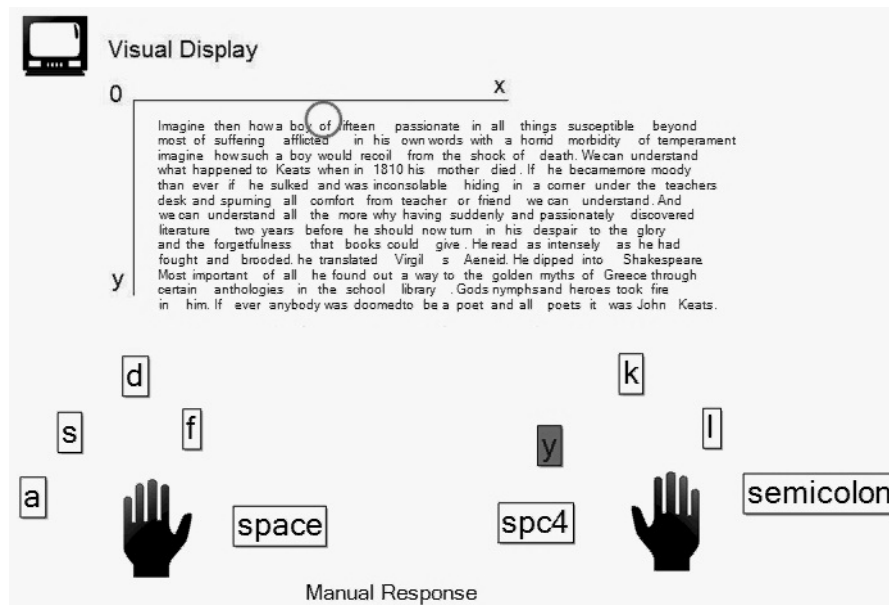 Visual Display
0
x
Imagine then how a boy of fifteen passionate in all things susceptible beyond
most of suffering afflicted in his own words with a horrid morbidity of temperament
imagine how such a boy would recoil from the shock of death. We can understand
what happened to Keats when in 1810 his mother died . If he became more moody
than ever if he sulked and was inconsolable hiding in a corner under the teachers
desk and spurning all comfort from teacher or friend we can understand. And
we can understand all the more why having suddenly and passionately discovered
literature two years before he should now turn in his despair to the glory
and the forgetfulness that books could give . He read as intensely as he had
fought and brooded. he translated Virgil s Aeneid. He dipped into Shakespeare.
Most important of all he found out a way to the golden myths of Greece through
certain anthologies in the school library . Gods nymphs and heroes took fire
in him. If ever anybody was doomed to be a poet and all poets it was John Keats.
y
d
k
s
f
y
l
a
space
spc4
semicolon
Manual Response